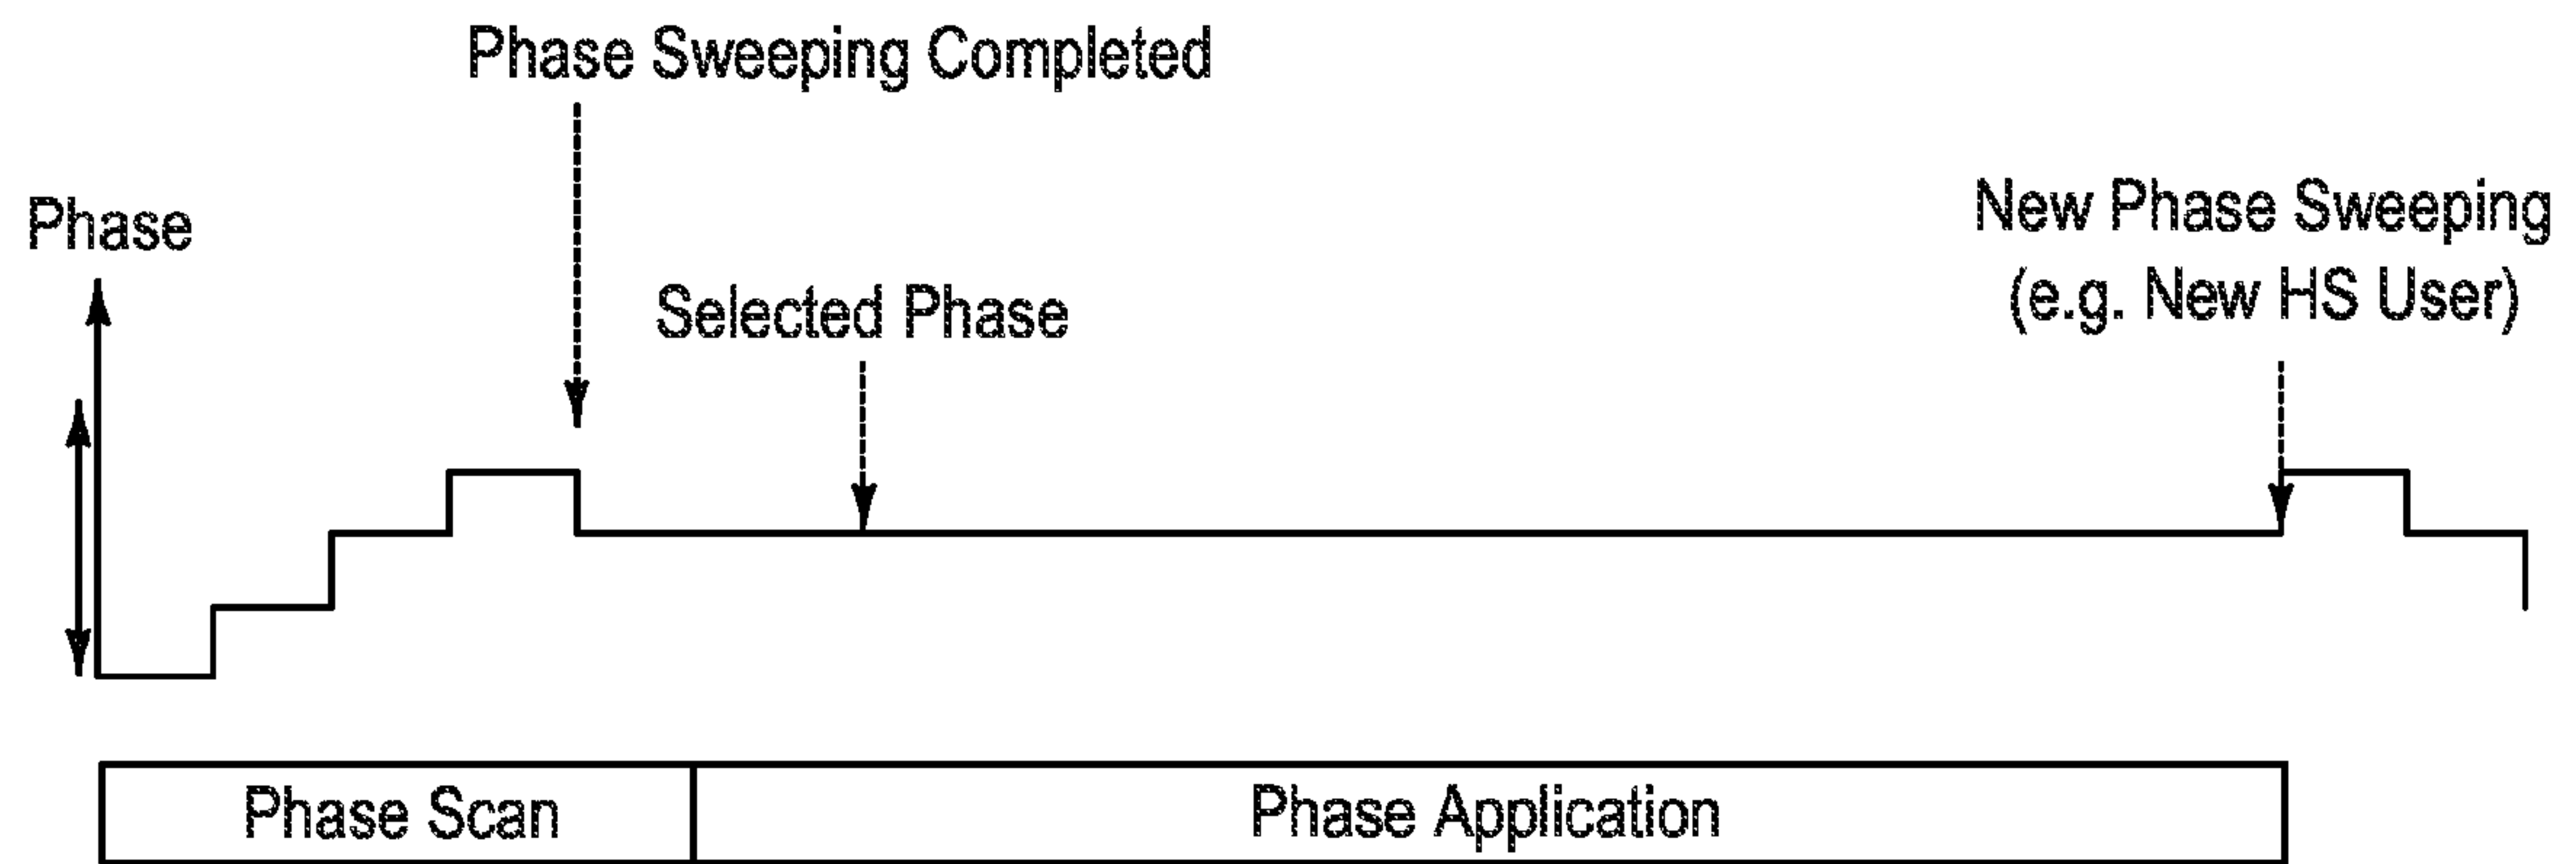 Phase Sweeping Completed
Phase
New Phase Sweeping
(e.g. New HS User)
Selected Phase
Phase Scan
Phase Application